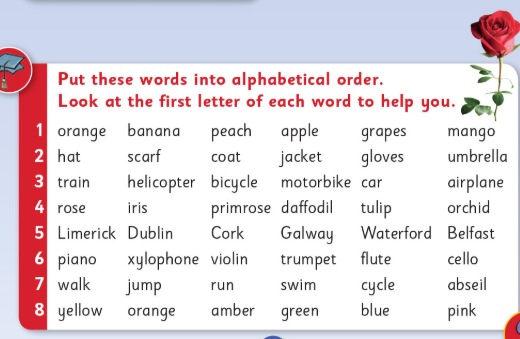 Put these words into alphabetical order.
Look at the first letter of each word to help you.
1 orange banana peach apple grapes mango
2 hat scarf coat jacket gloves umbrella
3 train helicopter bicycle motorbike car airplane
4 rose iris primrose daffodil tulip orchid
5 Limerick Dublin Cork Galway Waterford Belfast
6 piano xylophone violin trumpet flute cello
7 walk jump run swim cycle abseil
8 yellow orange amber green blue pink